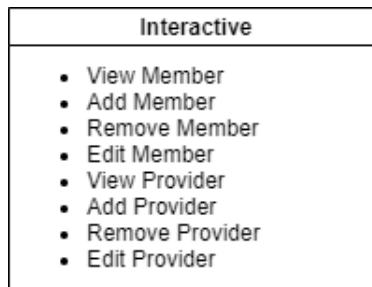 Interactive
• View Member
• Add Member
• Remove Member
• Edit Member
• View Provider
• Add Provider
• Remove Provider
• Edit Provider